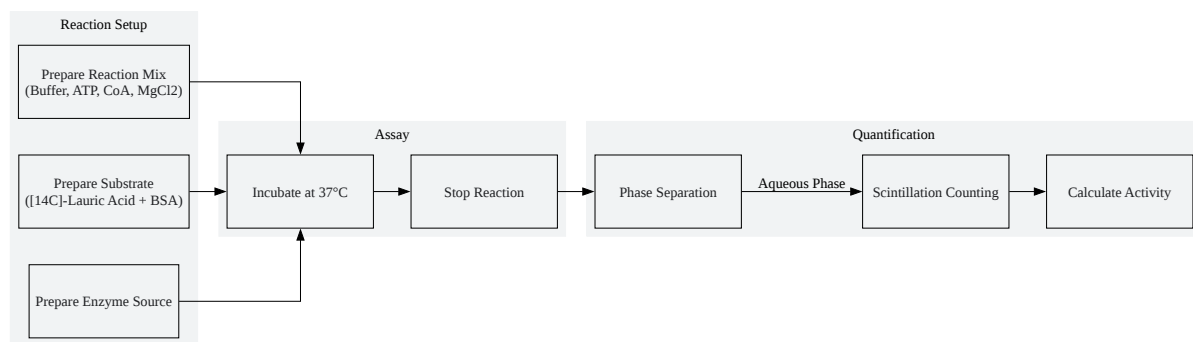 Reaction Setup
Prepare Reaction Mix
(Buffer, ATP, CoA, MgCl2)
Prepare Substrate
([14C]-Lauric Acid + BSA)
Prepare Enzyme Source
Assay
Incubate at 37°C
Stop Reaction
Quantification
Phase Separation
Aqueous Phase
Scintillation Counting
Calculate Activity